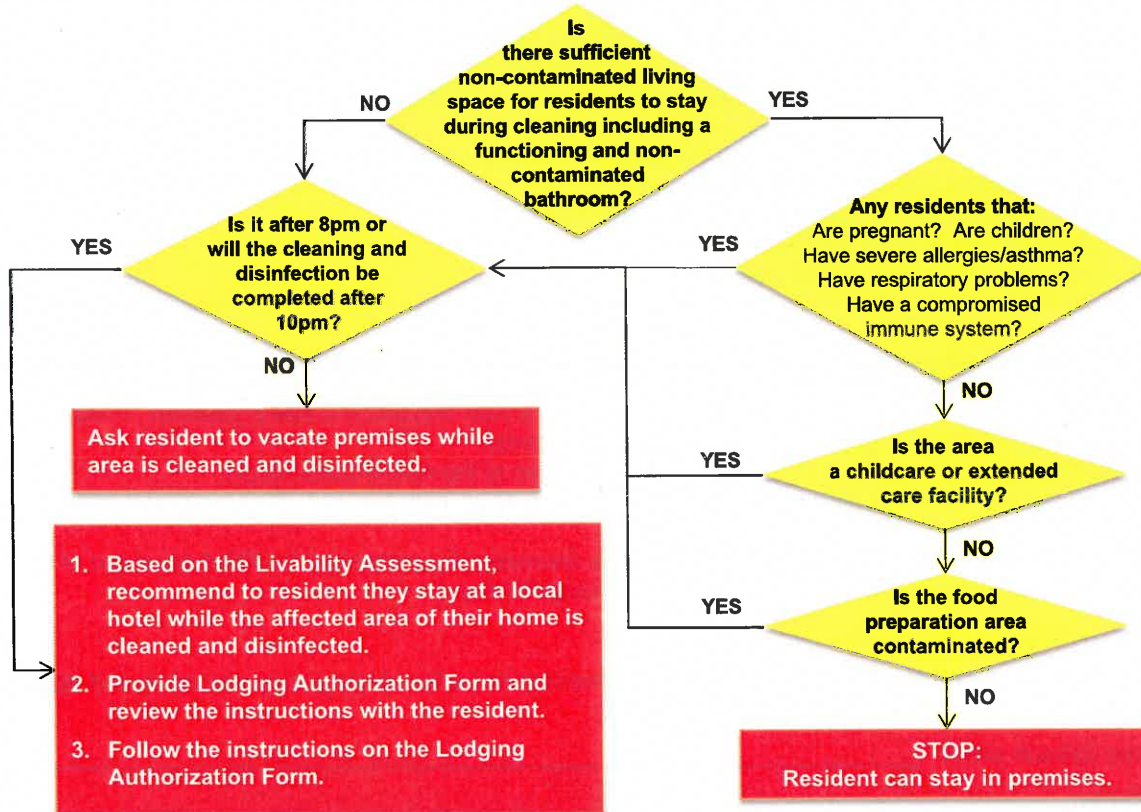 Is
there sufficient
non-contaminated living
space for residents to stay
during cleaning including a
functioning and non-
contaminated
bathroom?
NO
YES
Is it after 8pm or
will the cleaning and
disinfection be
completed after
10pm?
YES
NO
Any residents that:
Are pregnant? Are children?
Have severe allergies/asthma?
Have respiratory problems?
Have a compromised
immune system?
YES
NO
Ask resident to vacate premises while
area is cleaned and disinfected.
Is the area
a childcare or extended
care facility?
YES
NO
1. Based on the Livability Assessment,
recommend to resident they stay at a local
hotel while the affected area of their home is
cleaned and disinfected.
2. Provide Lodging Authorization Form and
review the instructions with the resident.
3. Follow the instructions on the Lodging
Authorization Form.
Is the food
preparation area
contaminated?
YES
NO
STOP:
Resident can stay in premises.